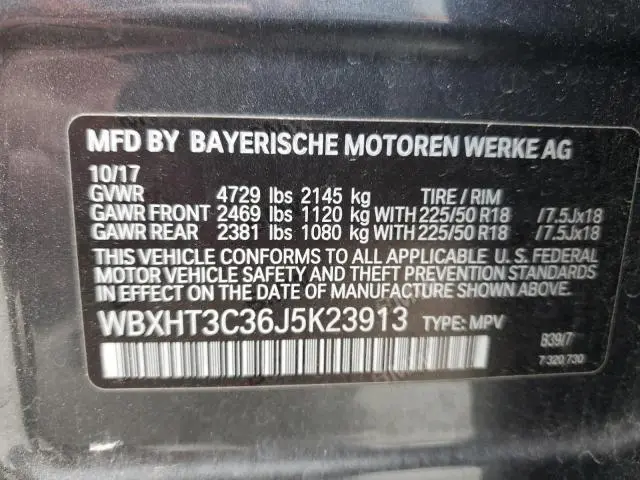 MFD BY BAYERISCHE MOTOREN WERKE AG
10/17
GVWR 4729 lbs 2145 kg TIRE / RIM
GAWR FRONT 2469 lbs 1120 kg WITH 225/50 R18 /7.5Jx18
GAWR REAR 2381 lbs 1080 kg WITH 225/50 R18 /7.5Jx18
THIS VEHICLE CONFORMS TO ALL APPLICABLE U. S. FEDERAL
MOTOR VEHICLE SAFETY AND THEFT PREVENTION STANDARDS
IN EFFECT ON THE DATE OF MANUFACTURE SHOWN ABOVE.
WBXHT3C36J5K23913 TYPE: MPV
B39/7
7 320 730